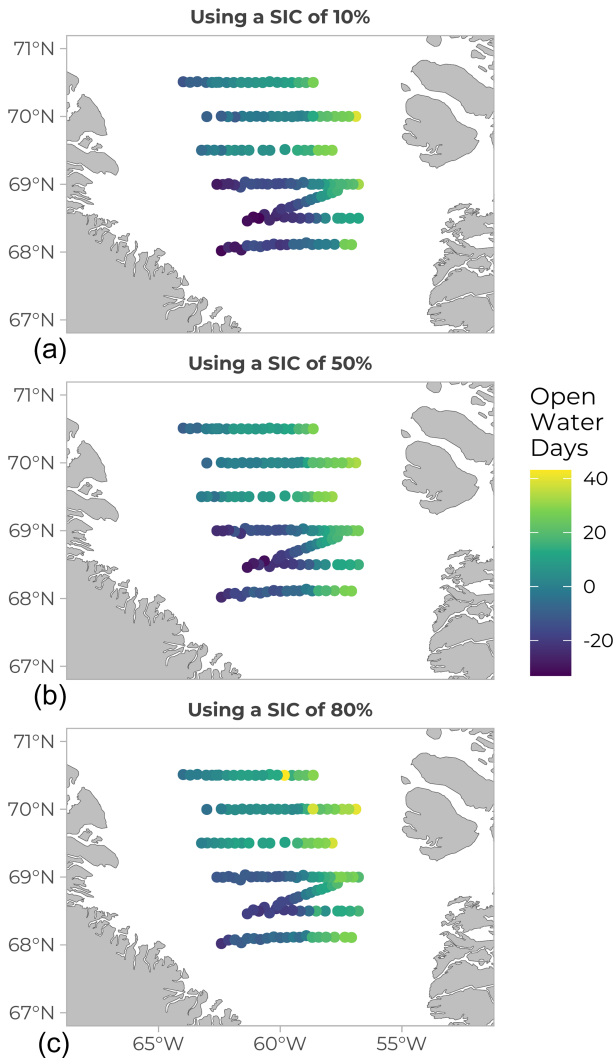 Using a SIC of 10%
71°N
70°N
69°N
68°N
67°N
(a)
Using a SIC of 50%
71°N
70°N
69°N
68°N
67°N
(b)
Open
Water
Days
40
20
0
-20
Using a SIC of 80%
71°N
70°N
69°N
68°N
67°N
(c)
65°W 60°W 55°W